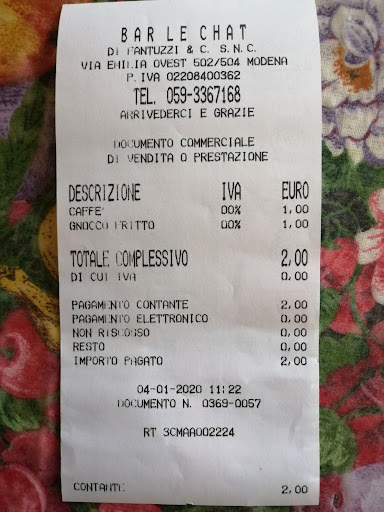 BAR LE CHAT
DI FANTUZZI & C. S.N.C.
VIA EMILIA OVEST 602/604 MODENA
P.IVA 02208400362
TEL. 059-3367168
ARRIVEDERCI E GRAZIE
DOCUMENTO COMMERCIALE
DI VENDITA O PRESTAZIONE
DESCRIZIONE IVA EURO
CAFFE' 00% 1,00
GNOCCO FRITTO 00% 1,00
TOTALE COMPLESSIVO 2,00
DI CUI IVA 0,00
PAGAMENTO CONTANTE 2,00
PAGAMENTO ELETTRONICO 0,00
NON RISCOSSO 0,00
RESTO 0,00
IMPORTO PAGATO 2,00
04-01-2020 11:22
DOCUMENTO N. 0369-0057
RT 3CMAA002224
CONTANTE 2,00